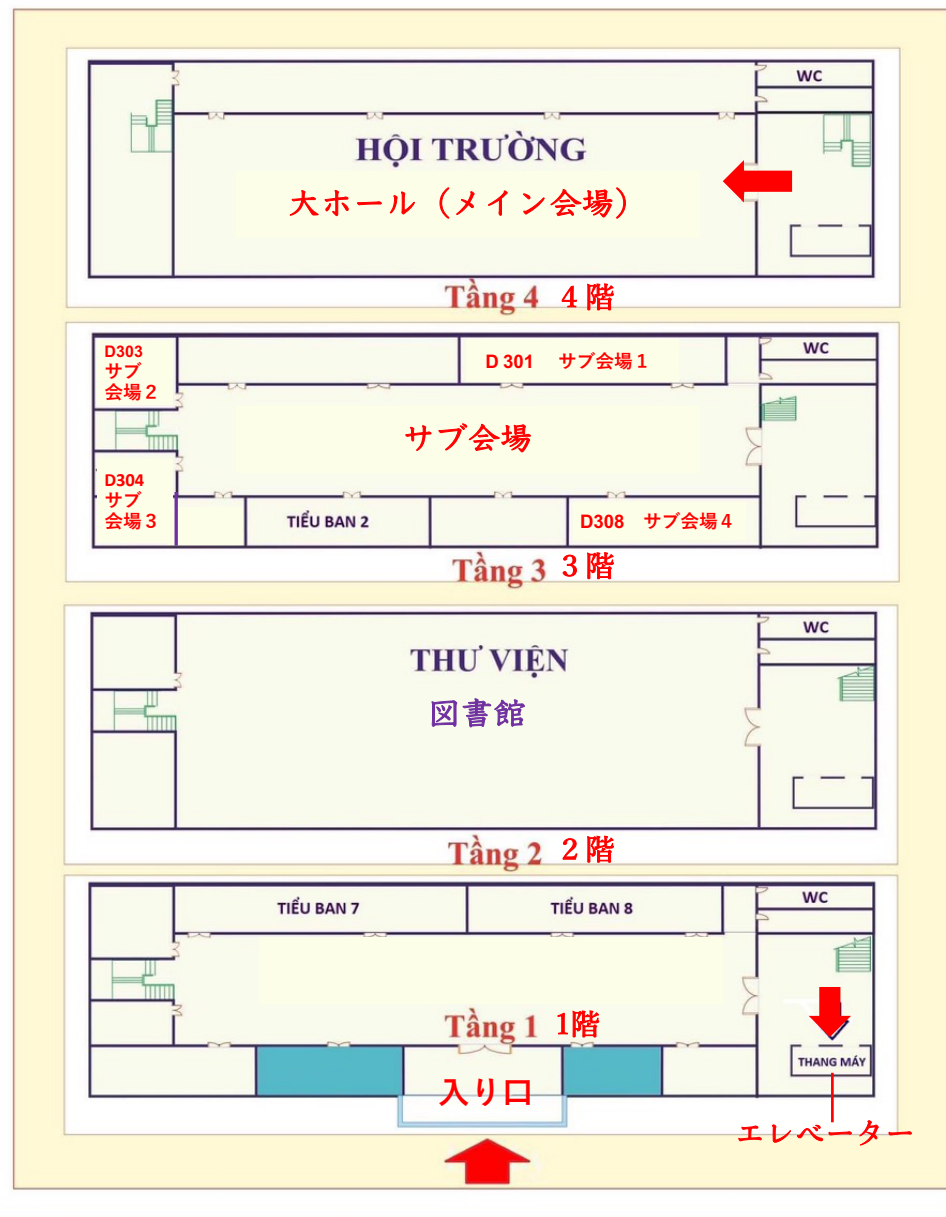 WC
HỘI TRƯỜNG
大ホール（メイン会場）
Tầng 4 ４階
D303
サブ
会場２
D 301 サブ会場１
WC
サブ会場
D304
サブ
会場３
TIỂU BAN 2
D308 サブ会場４
Tầng 3 ３階
WC
THƯ VIỆN
図書館
Tầng 2 ２階
TIỂU BAN 7
TIỂU BAN 8
WC
Tầng 1 1階
THANG MÁY
入り口
エレベーター